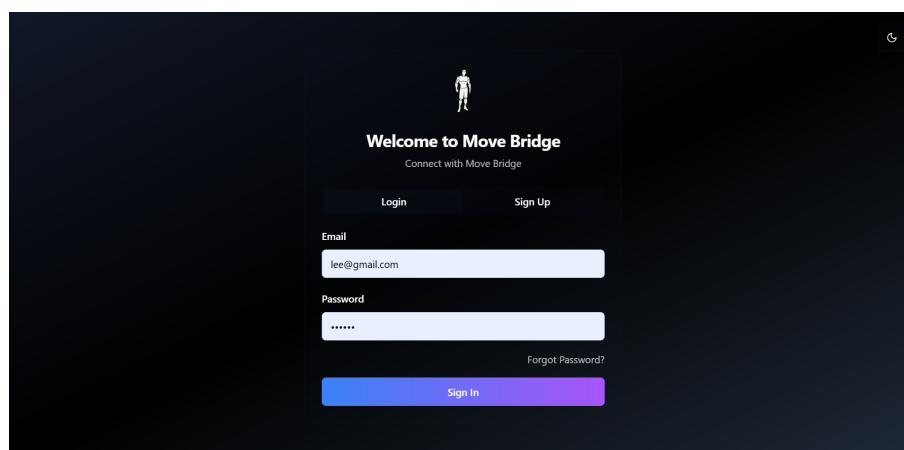 Welcome to Move Bridge
Connect with Move Bridge
Login Sign Up
Email
lee@gmail.com
Password
••••••
Forgot Password?
Sign In